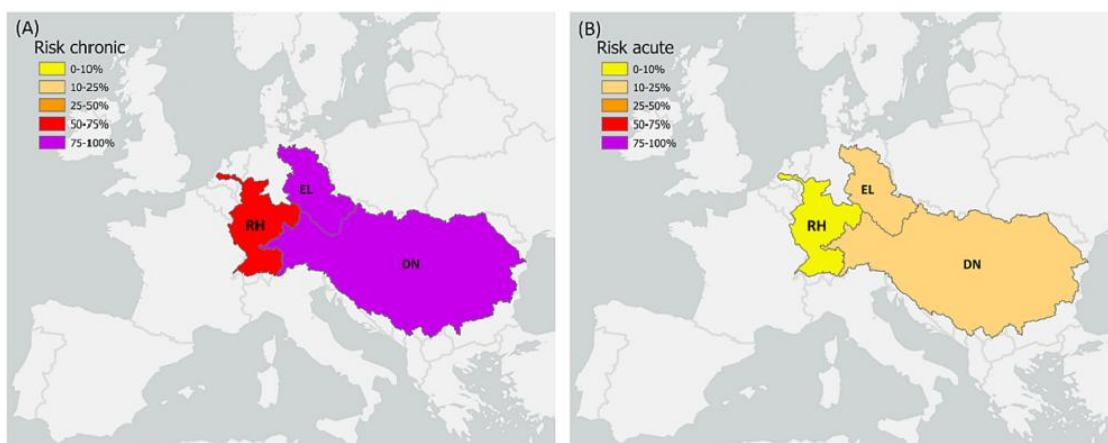 (A)
Risk chronic
0-10%
10-25%
25-50%
50-75%
75-100%
EL
RH
DN
(B)
Risk acute
0-10%
10-25%
25-50%
50-75%
75-100%
EL
RH
DN